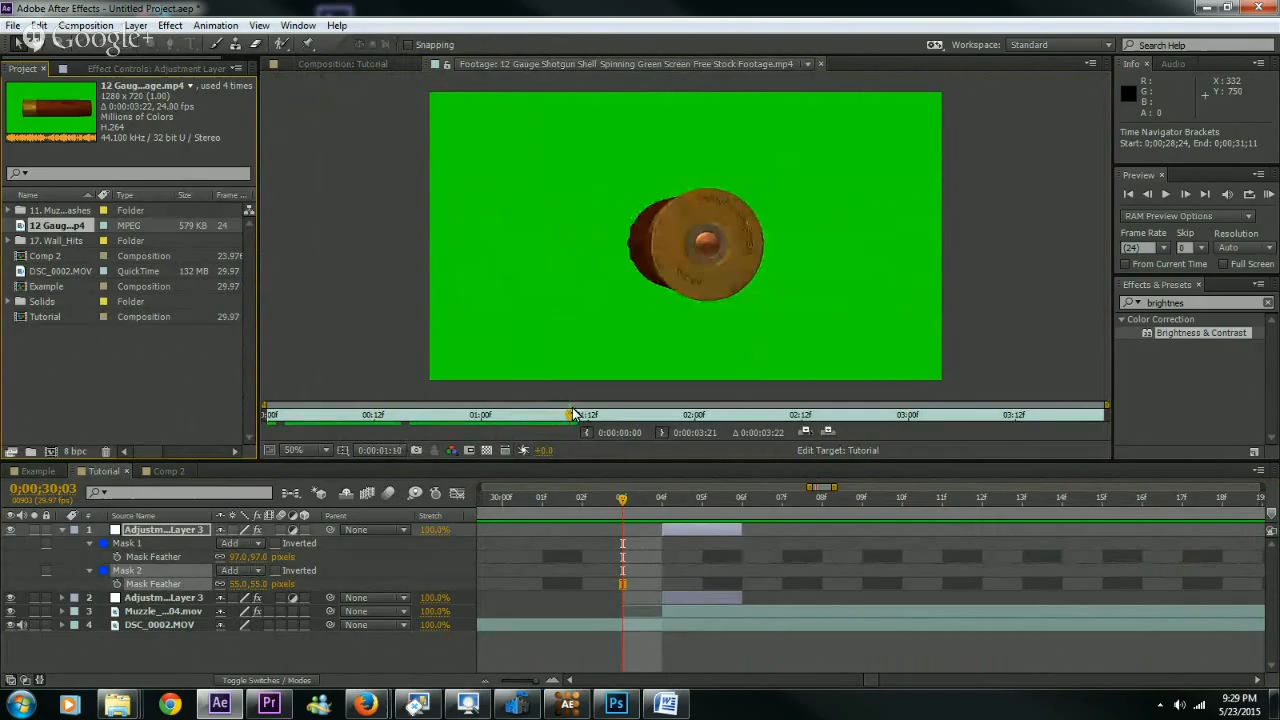 Adobe After Effects - Untitled Project.aep *
File Edit Composition Layer Effect Animation View Window Help
Google+
Snapping
Workspace: Standard
Search Help
Project
Effect Controls: Adjustment Layer
Composition: Tutorial
Footage: 12 Gauge Shotgun Shell Spinning Green Screen Free Stock Footage.mp4
Info
Audio
12 Gaug...age.mp4 , used 4 times
1280 x 720 (1.00)
Δ 0:00:03:22, 24.00 fps
Millions of Colors
H.264
44.100 kHz / 32 bit U / Stereo
R :
G :
B :
A : 0
X : 332
Y : 750
Time Navigator Brackets
Start: 0;00;28;24, End: 0;00;31;11
Preview
RAM Preview Options
Frame Rate Skip Resolution
(24) 0 Auto
From Current Time Full Screen
Effects & Presets
brightnes
Color Correction
Brightness & Contrast
Name Type Size Frame ...
11. Muz...ashes Folder
12 Gaug...p4 MPEG 579 KB 24
17. Wall_Hits Folder
Comp 2 Composition 23.976
DSC_0002.MOV QuickTime 132 MB 29.97
Example Composition 29.97
Solids Folder
Tutorial Composition 29.97
8 bpc
:00f 00:12f 01:00f 01:12f 02:00f 02:12f 03:00f 03:12f
0:00:00:00 0:00:03:21 Δ 0:00:03:22
50% 0:00:01:10 +0.0 Edit Target: Tutorial
Example Tutorial Comp 2
0;00;30;03
00903 (29.97 fps)
30:00f 01f 02f 03f 04f 05f 06f 07f 08f 09f 10f 11f 12f 13f 14f 15f 16f 17f 18f 19
# Source Name Parent Stretch
1 Adjustm...Layer 3 None 100.0%
Mask 1 Add Inverted
Mask Feather 97.0,97.0 pixels
Mask 2 Add Inverted
Mask Feather 55.0,55.0 pixels
2 Adjustm...Layer 3 None 100.0%
3 Muzzle_...04.mov None 100.0%
4 DSC_0002.MOV None 100.0%
Toggle Switches / Modes
9:29 PM
5/23/2015